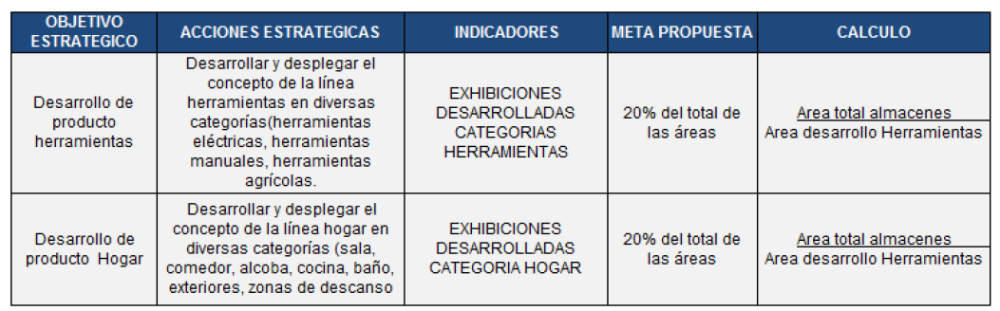 OBJETIVO
ESTRATEGICO
ACCIONES ESTRATEGICAS
INDICADORES
META PROPUESTA
CALCULO
Desarrollo de
producto
herramientas
Desarrollar y desplegar el
concepto de la línea
herramientas en diversas
categorías(herramientas
eléctricas, herramientas
manuales, herramientas
agrícolas.
EXHIBICIONES
DESARROLLADAS
CATEGORIAS
HERRAMIENTAS
20% del total de
las áreas
Area total almacenes
Area desarrollo Herramientas
Desarrollo de
producto Hogar
Desarrollar y desplegar el
concepto de la línea hogar en
diversas categorías (sala,
comedor, alcoba, cocina, baño,
exteriores, zonas de descanso
EXHIBICIONES
DESARROLLADAS
CATEGORIA HOGAR
20% del total de
las áreas
Area total almacenes
Area desarrollo Herramientas